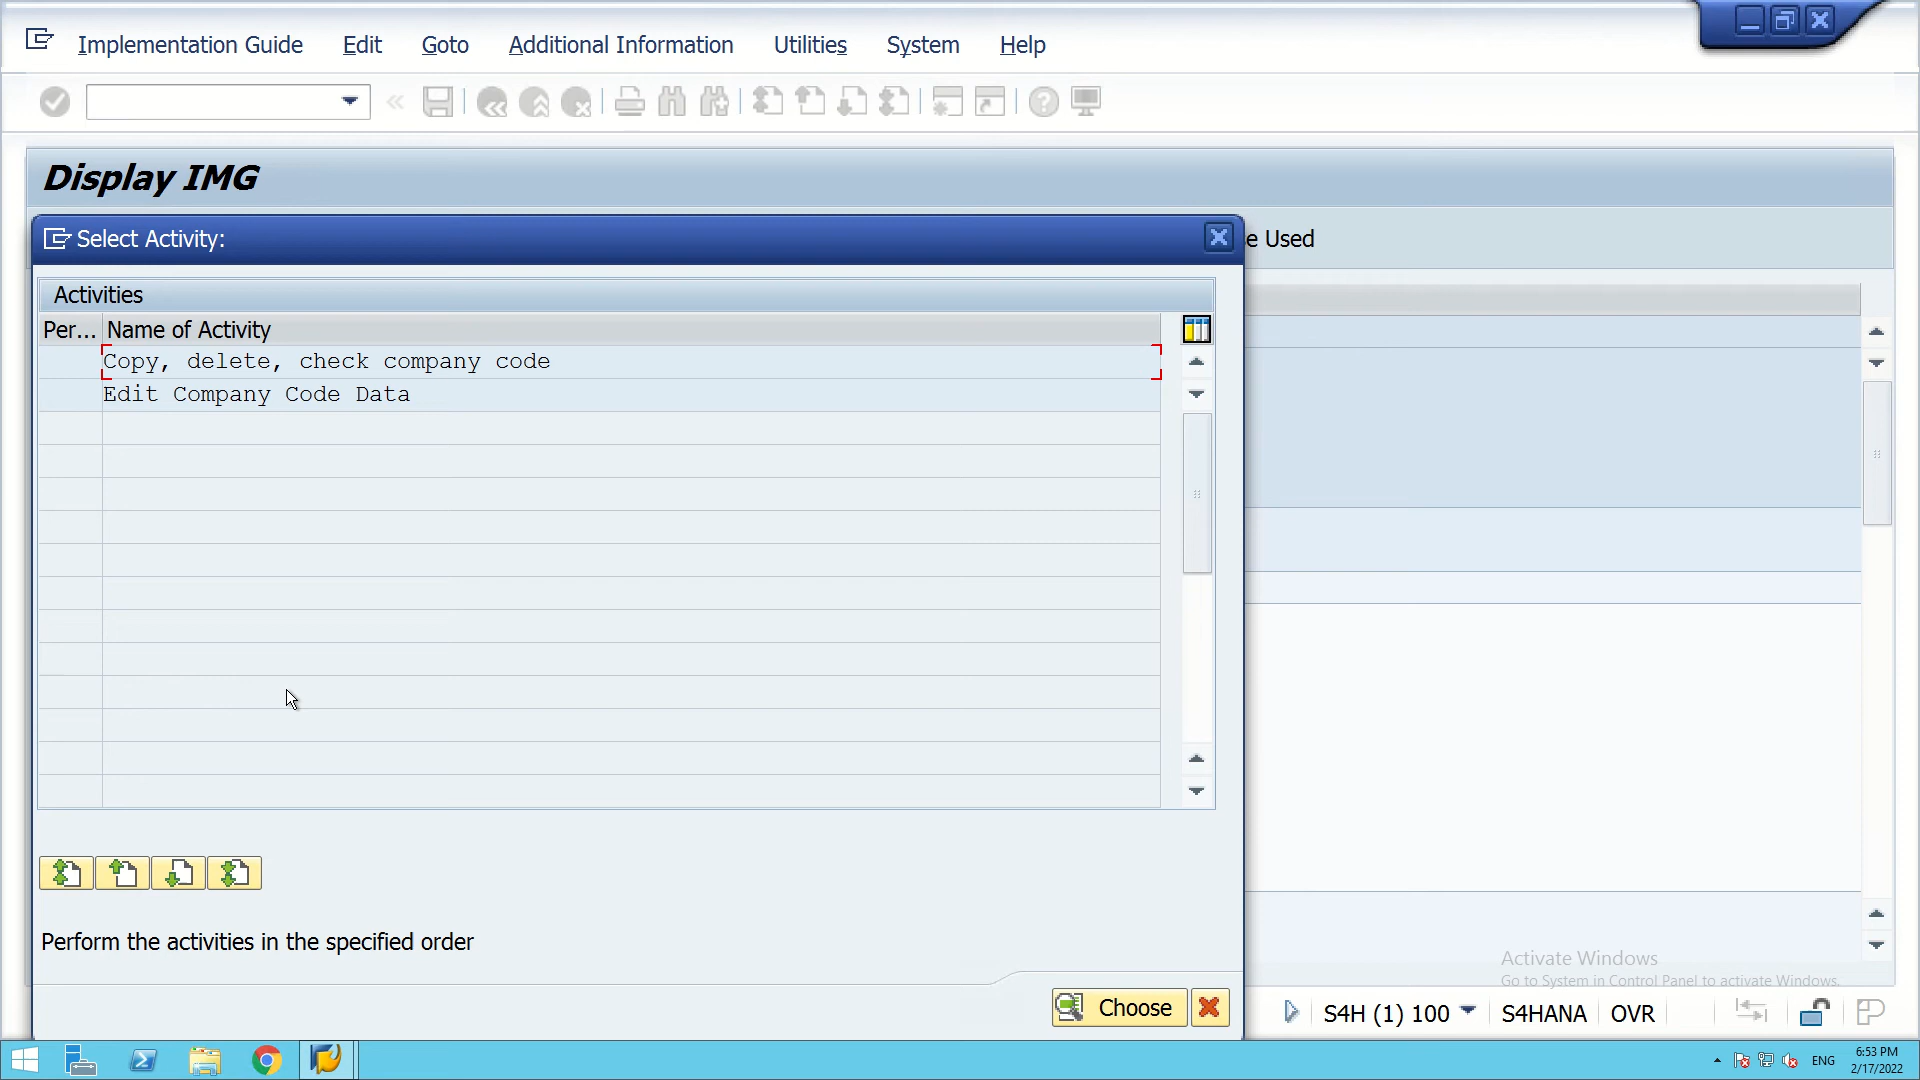 Implementation Guide Edit Goto Additional Information Utilities System Help
Display IMG
Select Activity:
e Used
Activities
Per... Name of Activity
Copy, delete, check company code
Edit Company Code Data
Perform the activities in the specified order
Choose
Activate Windows
Go to System in Control Panel to activate Windows.
S4H (1) 100 S4HANA OVR
ENG
6:53 PM
2/17/2022